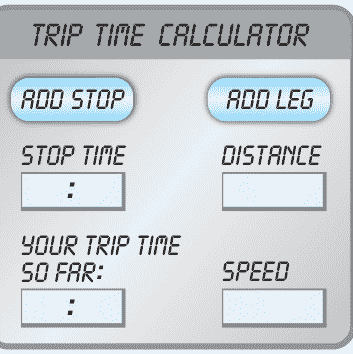 TRIP TIME CALCULATOR
ADD STOP ADD LEG
STOP TIME DISTANCE
:
YOUR TRIP TIME
SO FAR: SPEED
: